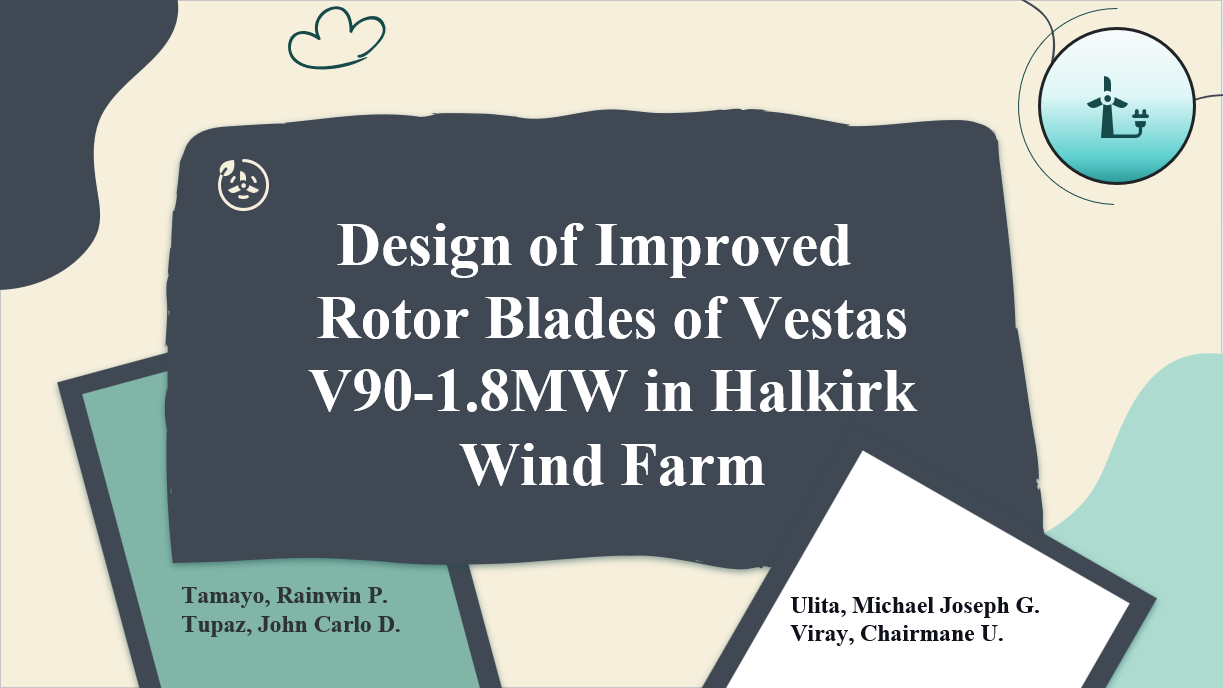 Design of Improved
Rotor Blades of Vestas
V90-1.8MW in Halkirk
Wind Farm
Tamayo, Rainwin P.
Tupaz, John Carlo D.
Ulita, Michael Joseph G.
Viray, Chairmane U.